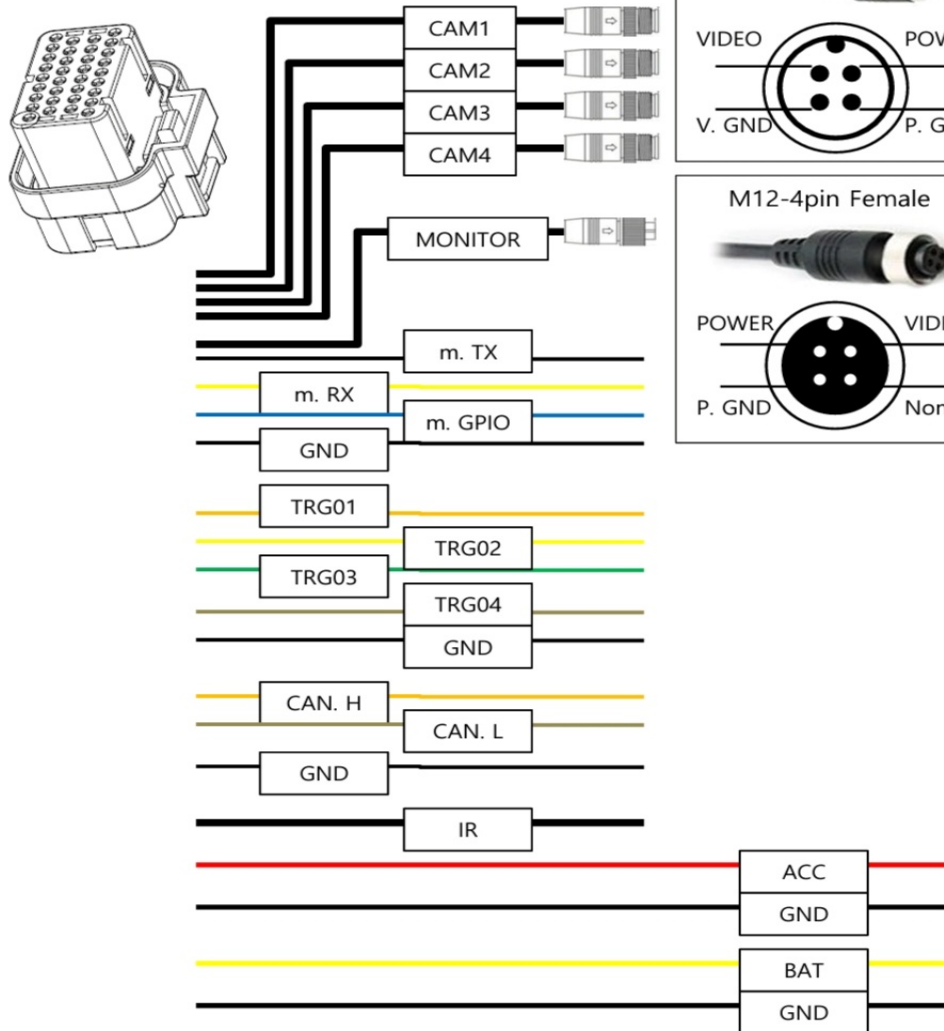 CAM1
CAM2
CAM3
CAM4
MONITOR
m. TX
m. RX
m. GPIO
GND
TRG01
TRG02
TRG03
TRG04
GND
CAN. H
CAN. L
GND
IR
ACC
GND
BAT
GND
VIDEO
V. GND
M12-4pin Female
POWER
P. GND